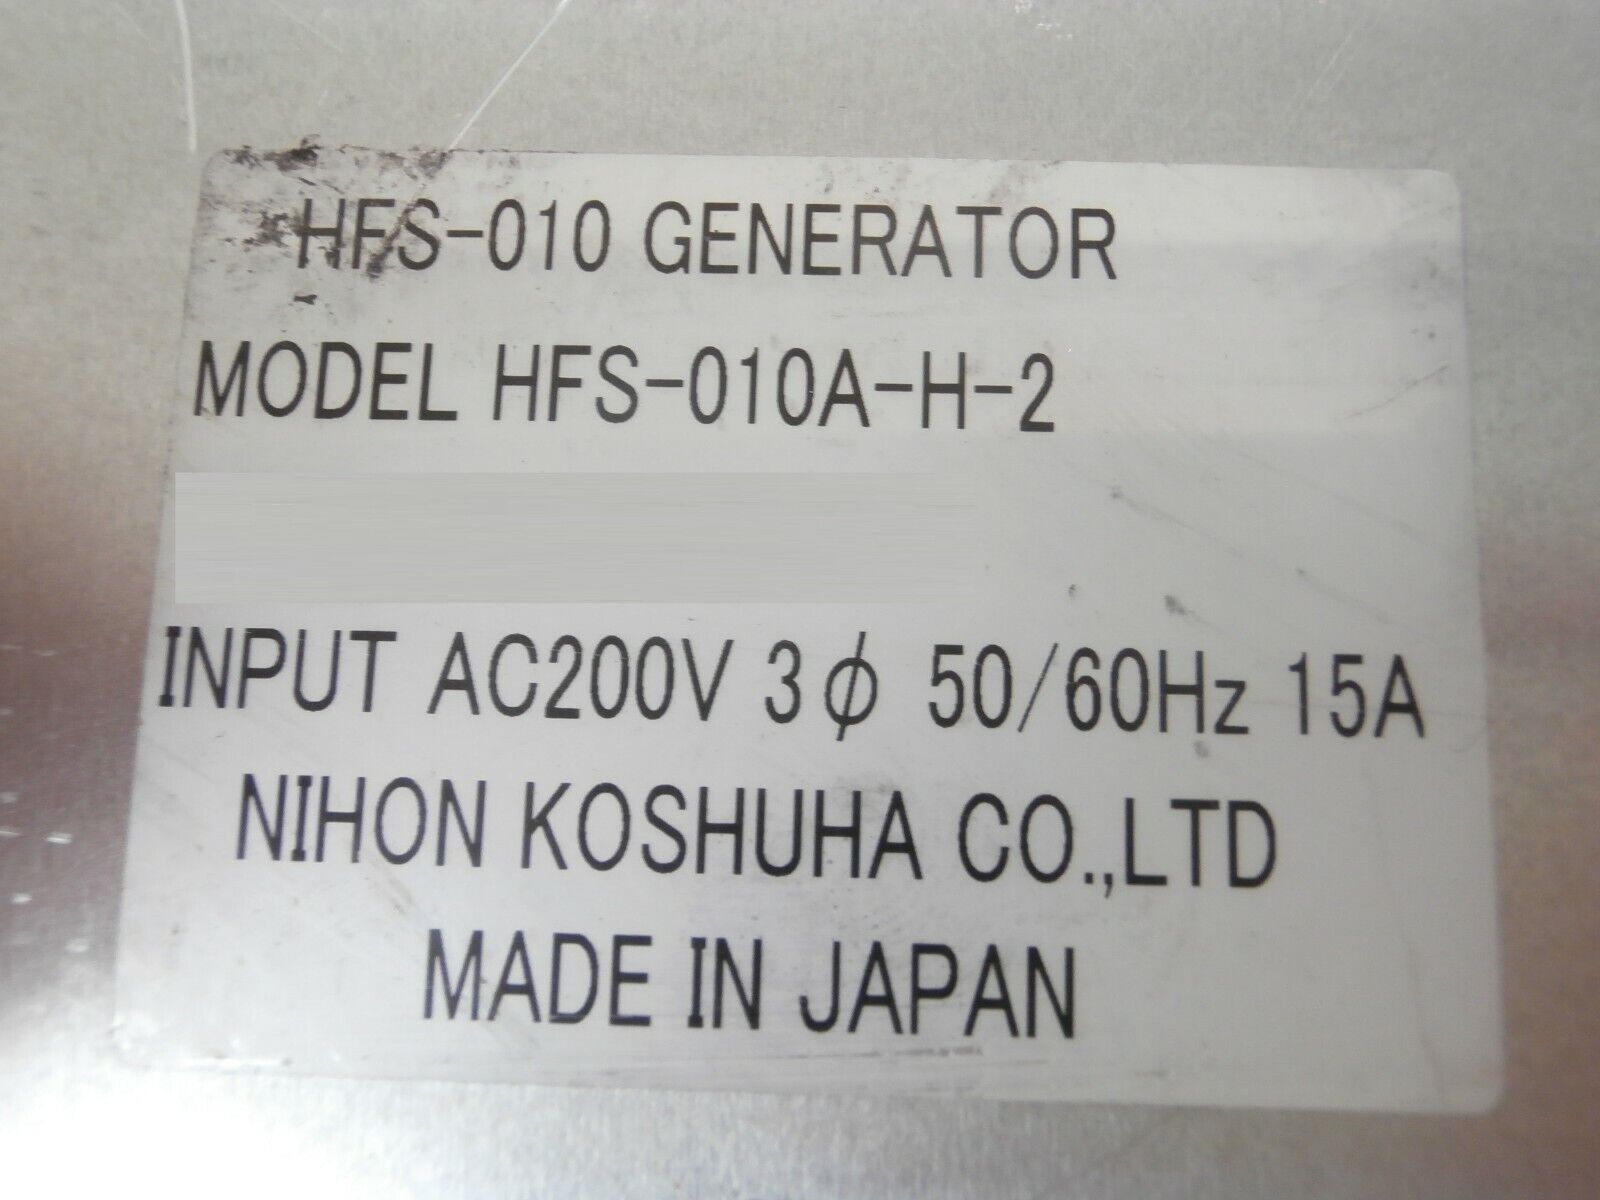 HFS-010 GENERATOR
MODEL HFS-010A-H-2
INPUT AC200V 3ϕ 50/60Hz 15A
NIHON KOSHUHA CO.,LTD
MADE IN JAPAN